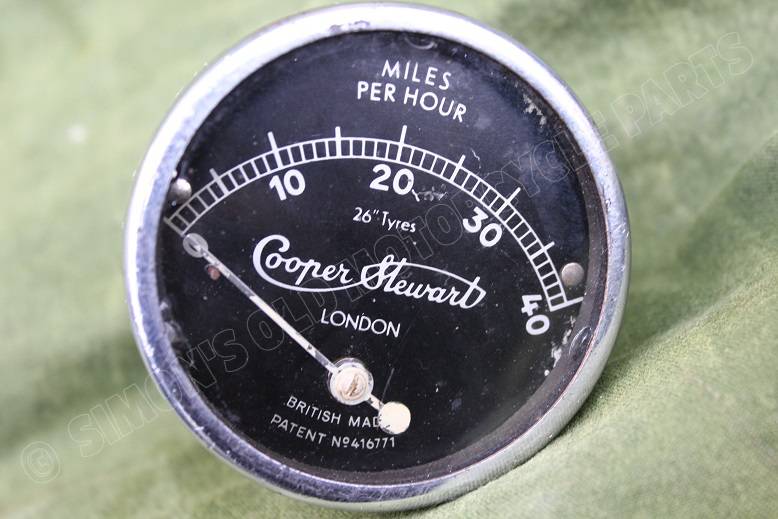 MILES
PER HOUR
10
20
30
40
26" Tyres
Cooper Stewart
LONDON
BRITISH MADE
PATENT Nº416771
© SIMON'S OLD MOTORCYCLE PARTS